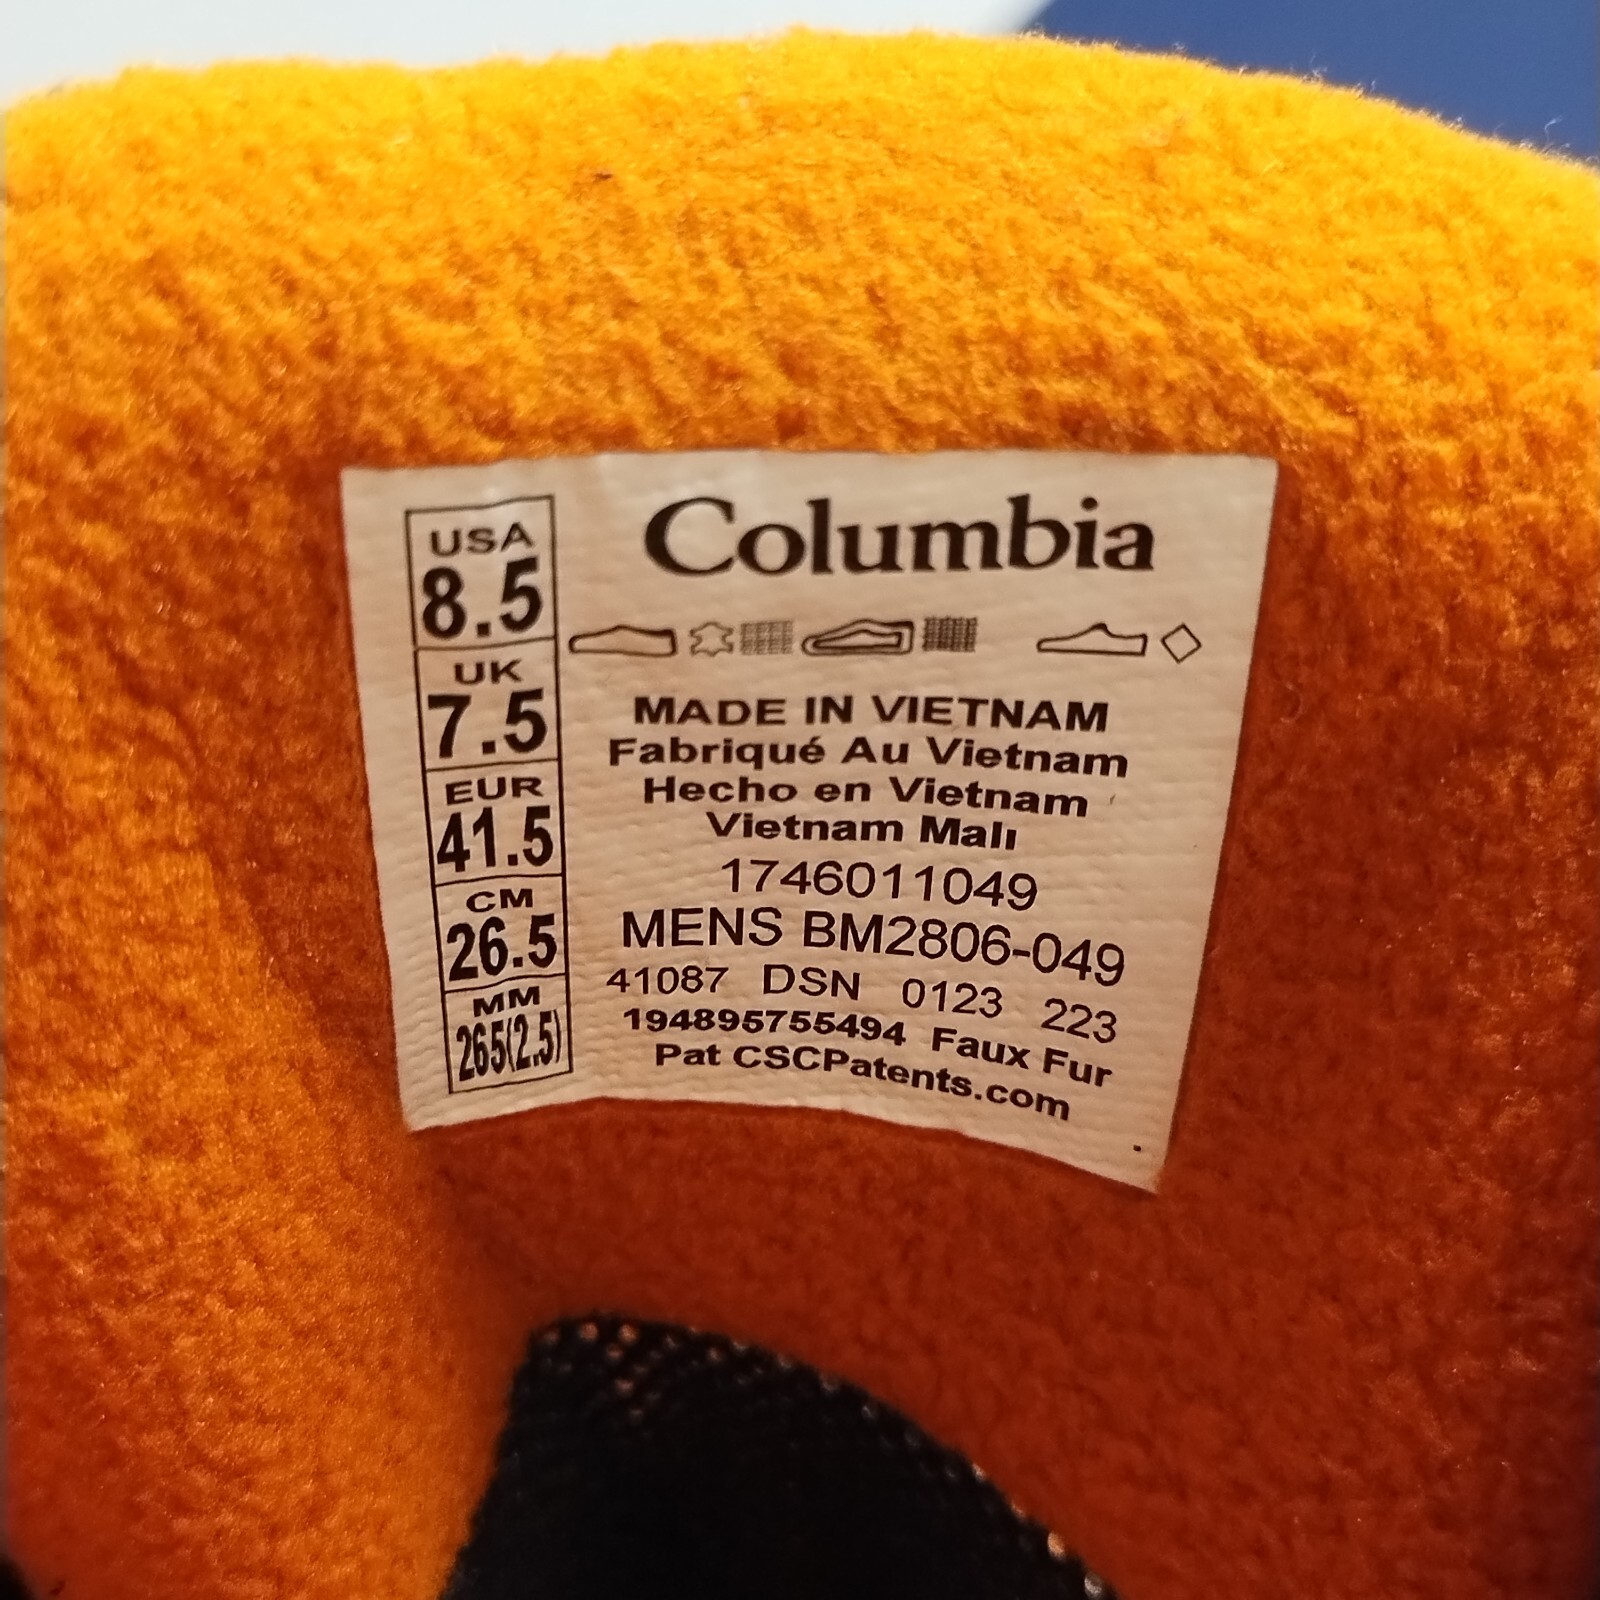 USA
8.5
UK
7.5
EUR
41.5
CM
26.5
MM
265(2.5)
Columbia
MADE IN VIETNAM
Fabriqué Au Vietnam
Hecho en Vietnam
Vietnam Malı
1746011049
MENS BM2806-049
41087 DSN 0123 223
194895755494 Faux Fur
Pat CSCPatents.com